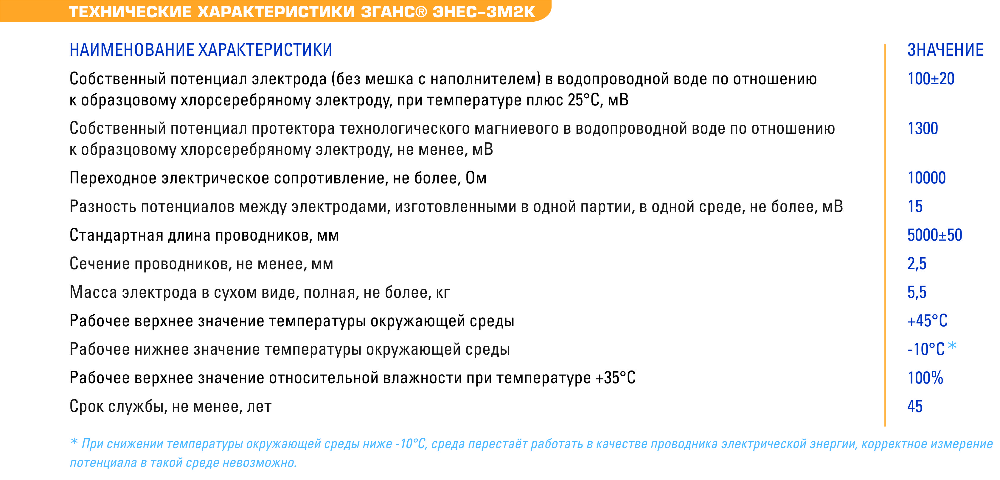 ТЕХНИЧЕСКИЕ ХАРАКТЕРИСТИКИ ЗГАНС® ЭНЕС–3М2К
НАИМЕНОВАНИЕ ХАРАКТЕРИСТИКИ ЗНАЧЕНИЕ
Собственный потенциал электрода (без мешка с наполнителем) в водопроводной воде по отношению 100±20
к образцовому хлорсеребряному электроду, при температуре плюс 25°С, мВ
Собственный потенциал протектора технологического магниевого в водопроводной воде по отношению 1300
к образцовому хлорсеребряному электроду, не менее, мВ
Переходное электрическое сопротивление, не более, Ом 10000
Разность потенциалов между электродами, изготовленными в одной партии, в одной среде, не более, мВ 15
Стандартная длина проводников, мм 5000±50
Сечение проводников, не менее, мм 2,5
Масса электрода в сухом виде, полная, не более, кг 5,5
Рабочее верхнее значение температуры окружающей среды +45°С
Рабочее нижнее значение температуры окружающей среды -10°С *
Рабочее верхнее значение относительной влажности при температуре +35°С 100%
Срок службы, не менее, лет 45
* При снижении температуры окружающей среды ниже -10°С, среда перестаёт работать в качестве проводника электрической энергии, корректное измерение
потенциала в такой среде невозможно.